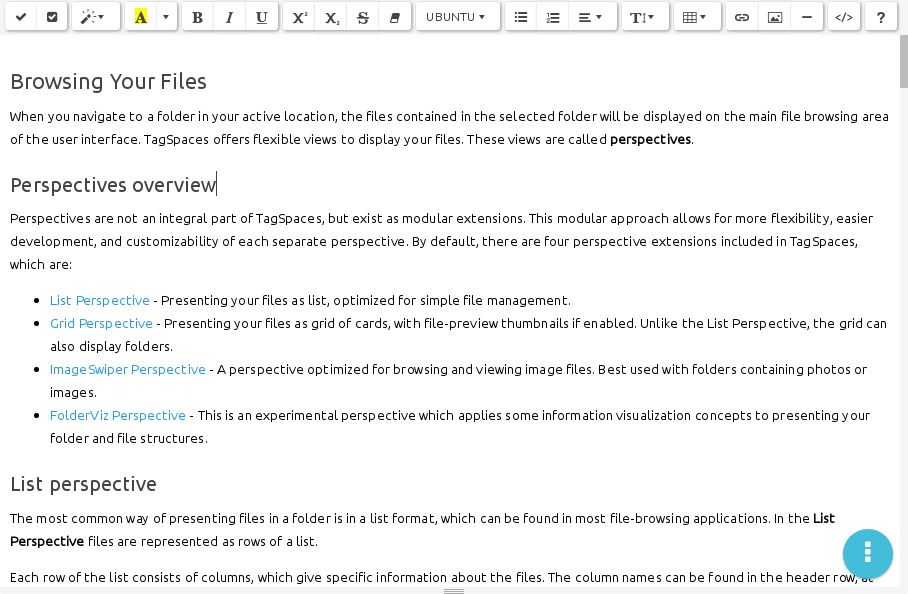 A B I U X² X₂ S UBUNTU T </> ?
Browsing Your Files
When you navigate to a folder in your active location, the files contained in the selected folder will be displayed on the main file browsing area
of the user interface. TagSpaces offers flexible views to display your files. These views are called perspectives.
Perspectives overview
Perspectives are not an integral part of TagSpaces, but exist as modular extensions. This modular approach allows for more flexibility, easier
development, and customizability of each separate perspective. By default, there are four perspective extensions included in TagSpaces,
which are:
• List Perspective - Presenting your files as list, optimized for simple file management.
• Grid Perspective - Presenting your files as grid of cards, with file-preview thumbnails if enabled. Unlike the List Perspective, the grid can
also display folders.
• ImageSwiper Perspective - A perspective optimized for browsing and viewing image files. Best used with folders containing photos or
images.
• FolderViz Perspective - This is an experimental perspective which applies some information visualization concepts to presenting your
folder and file structures.
List perspective
The most common way of presenting files in a folder is in a list format, which can be found in most file-browsing applications. In the List
Perspective files are represented as rows of a list.
Each row of the list consists of columns, which give specific information about the files. The column names can be found in the header row, at